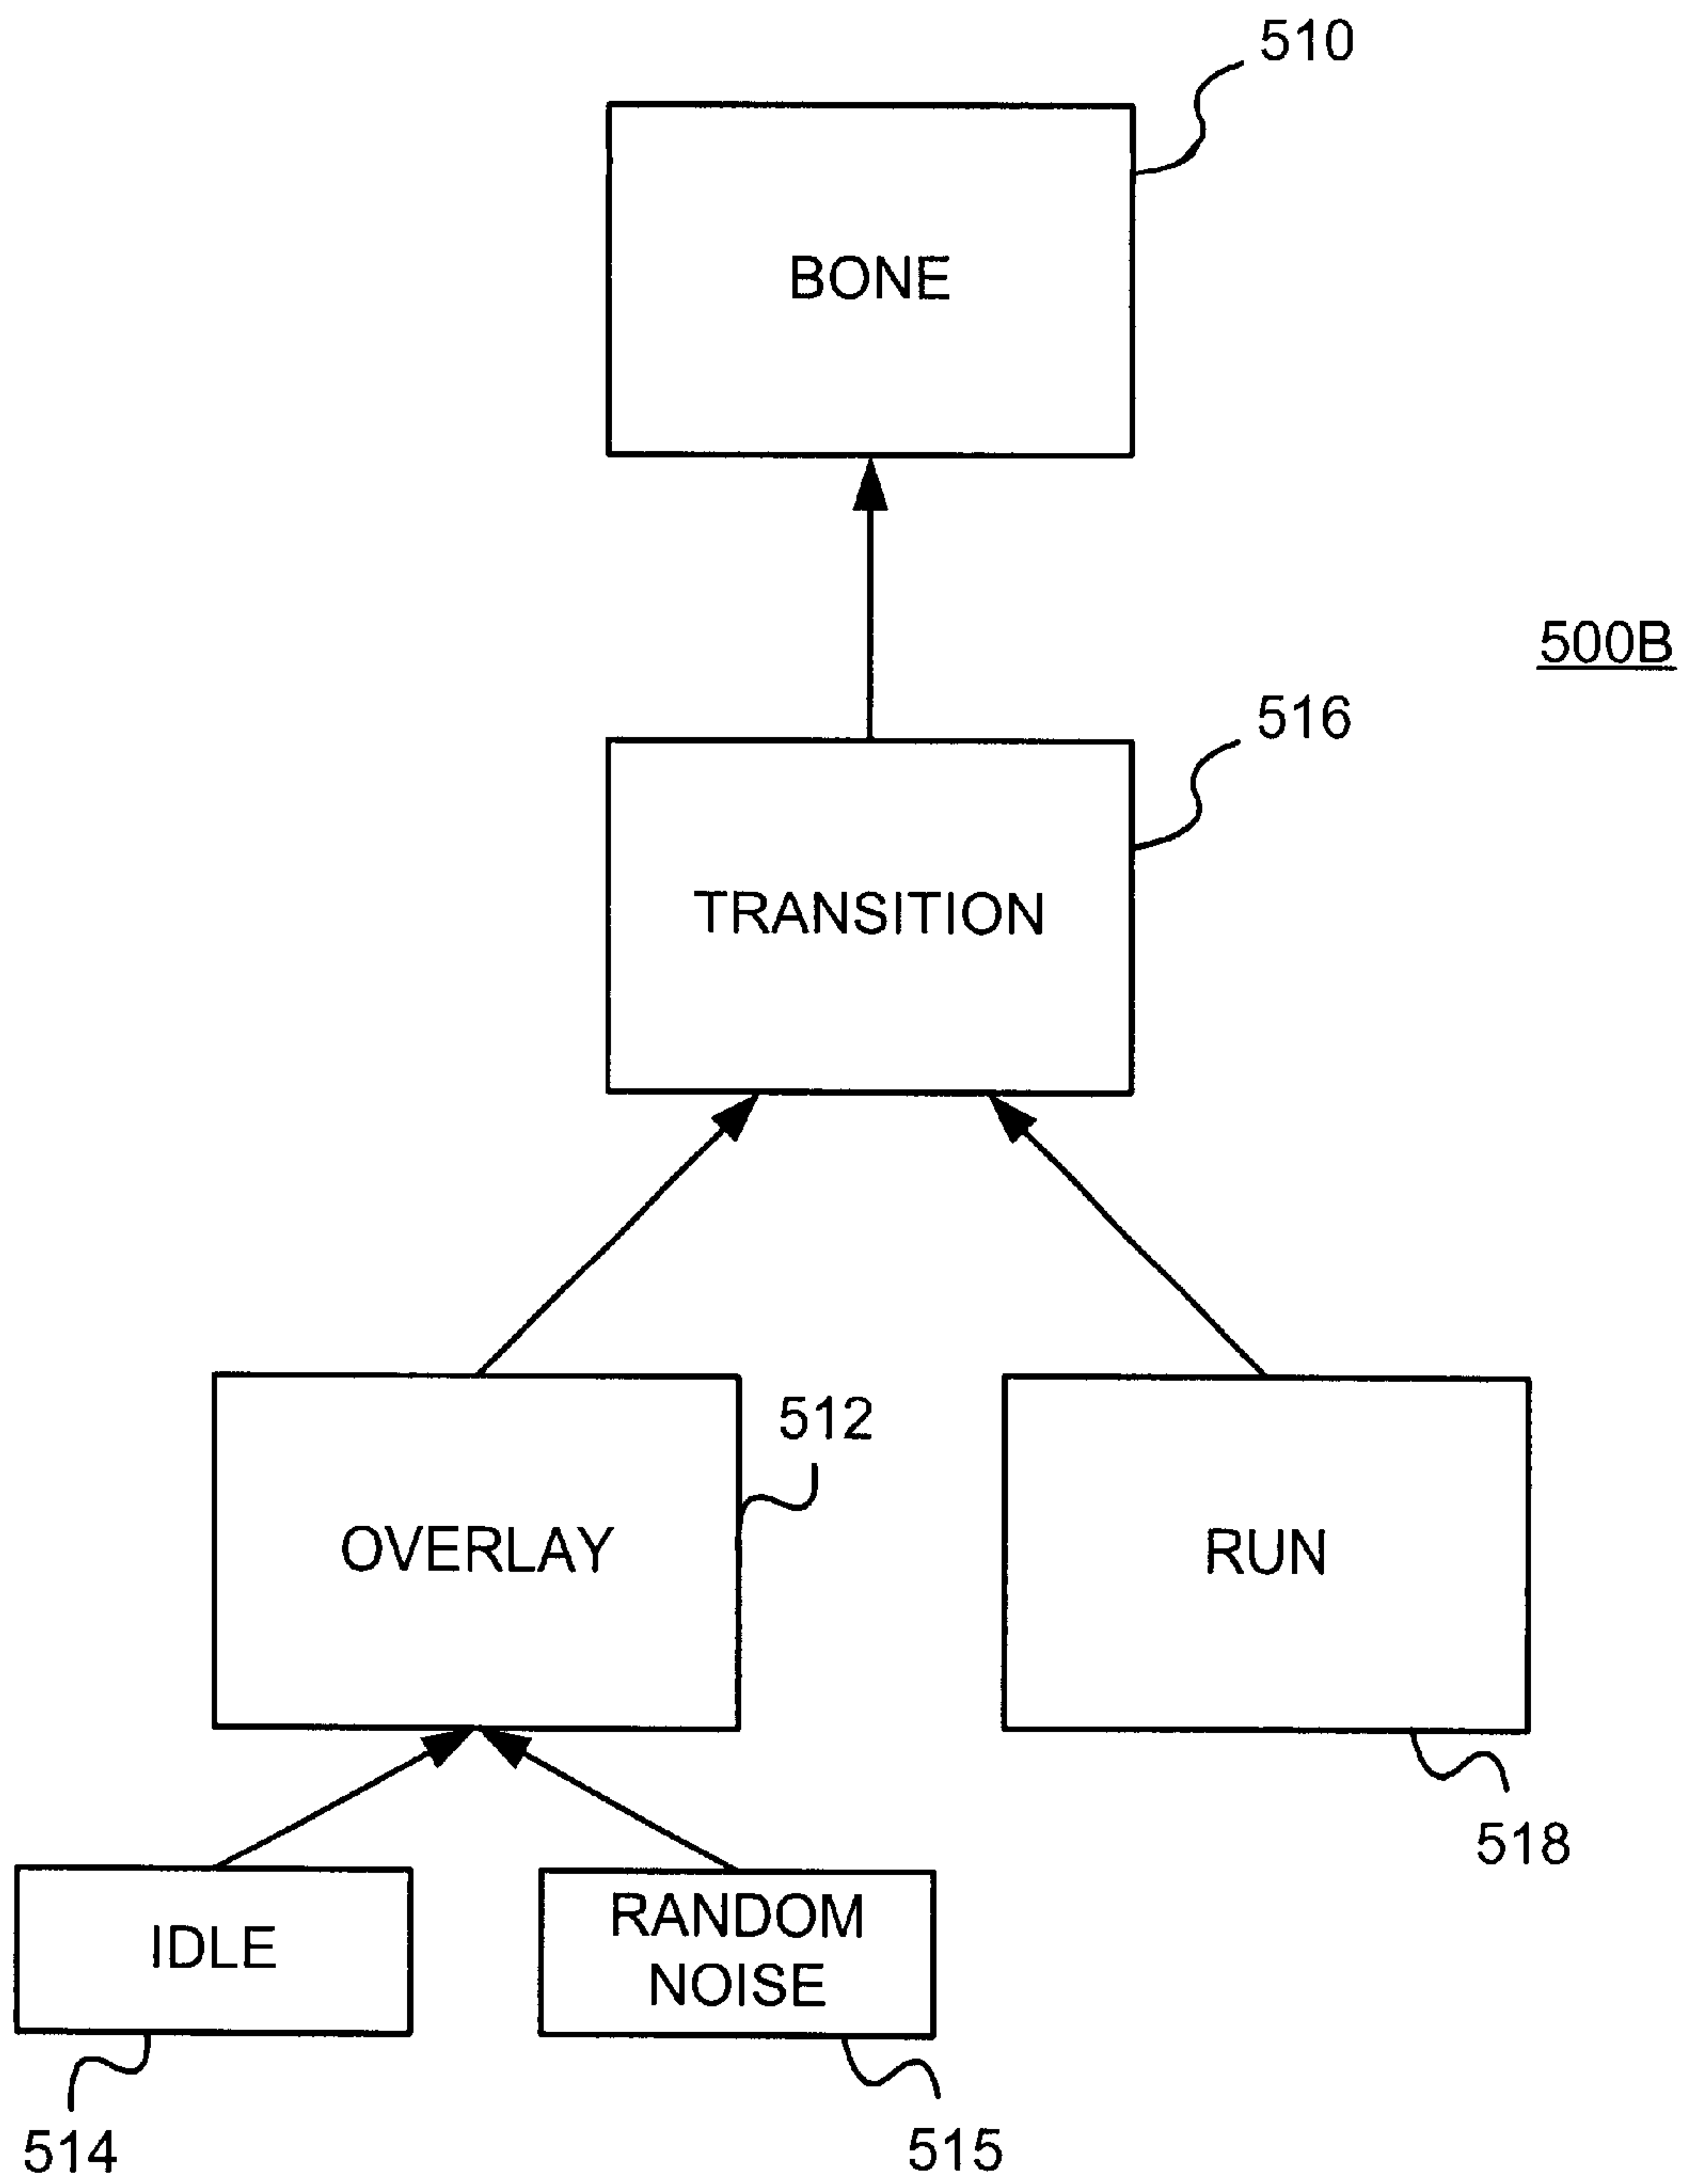 510
BONE
500B
516
TRANSITION
512
OVERLAY
RUN
518
IDLE
RANDOM
NOISE
514
515